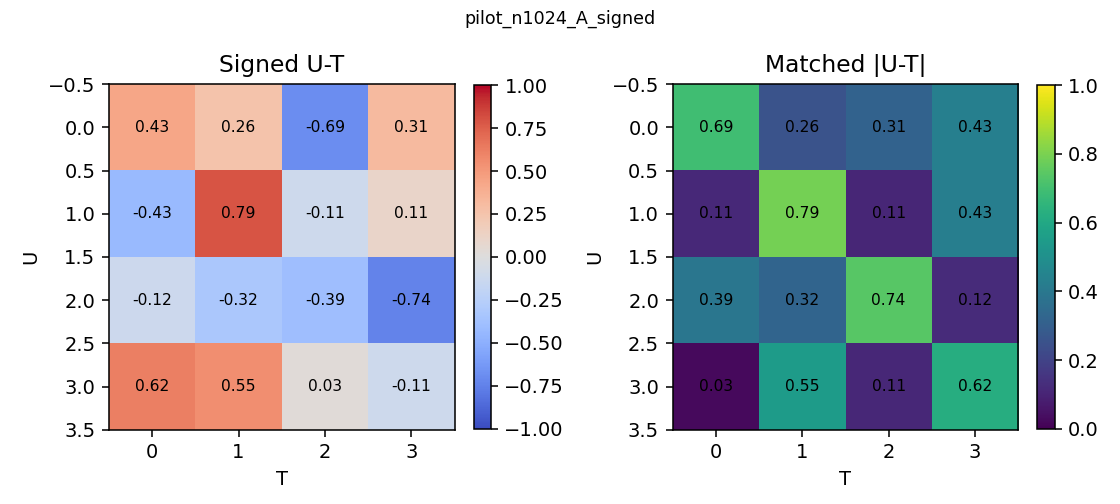 pilot_n1024_A_signed
Signed U-T
−0.5
0.0
0.5
1.0
1.5
2.0
2.5
3.0
3.5
U
0.43 0.26 -0.69 0.31
-0.43 0.79 -0.11 0.11
-0.12 -0.32 -0.39 -0.74
0.62 0.55 0.03 -0.11
0 1 2 3
T
1.00
0.75
0.50
0.25
0.00
−0.25
−0.50
−0.75
−1.00
Matched |U-T|
−0.5
0.0
0.5
1.0
1.5
2.0
2.5
3.0
3.5
U
0.69 0.26 0.31 0.43
0.11 0.79 0.11 0.43
0.39 0.32 0.74 0.12
0.03 0.55 0.11 0.62
0 1 2 3
T
1.0
0.8
0.6
0.4
0.2
0.0